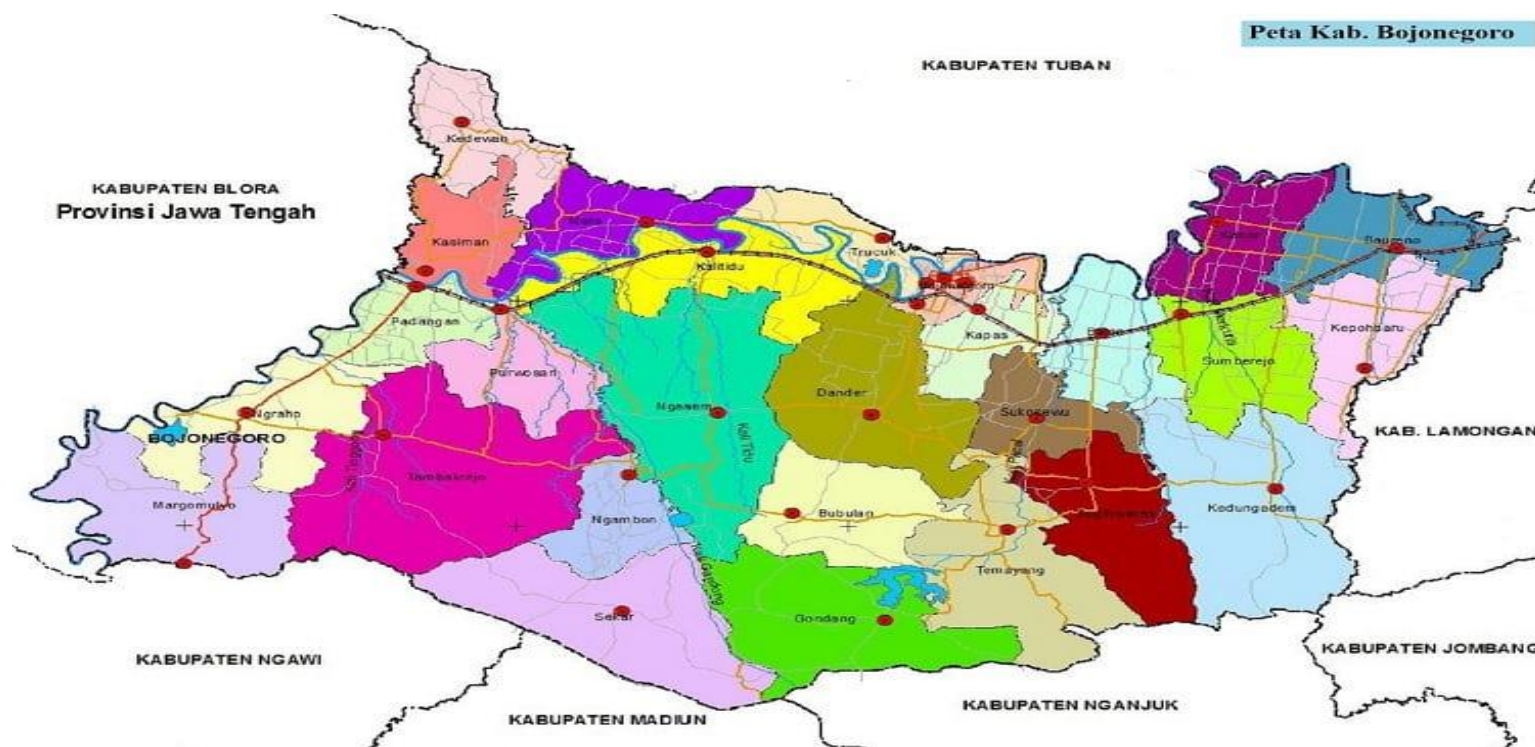 Peta Kab. Bojonegoro
KABUPATEN TUBAN
Kedewan
KABUPATEN BLORA
Provinsi Jawa Tengah
Kasiman
Kalitidu
Trucuk
Baureno
Padangan
Kapas
Kepohbaru
Purwosari
Sumberejo
Ngraho
Ngasem
Dander
Sukosewu
BOJONEGORO
KAB. LAMONGAN
Kali Tidu
Tambakrejo
Margomulyo
Ngambon
Bubulan
Kedungadem
Temayang
Sekar
Gondang
KABUPATEN NGAWI
KABUPATEN JOMBANG
KABUPATEN MADIUN
KABUPATEN NGANJUK